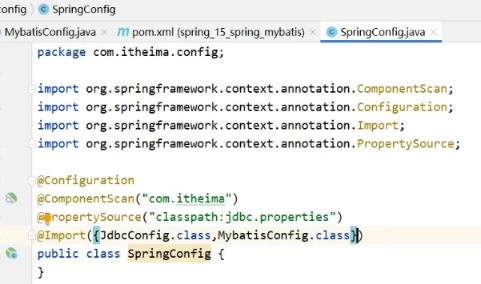 onfig
SpringConfig
MybatisConfig.java
pom.xml (spring_15_spring_mybatis)
SpringConfig.java
package com.itheima.config;
import org.springframework.context.annotation.ComponentScan;
import org.springframework.context.annotation.Configuration;
import org.springframework.context.annotation.Import;
import org.springframework.context.annotation.PropertySource;
@Configuration
@ComponentScan("com.itheima")
@PropertySource("classpath:jdbc.properties")
@Import({JdbcConfig.class,MybatisConfig.class})
public class SpringConfig {
}